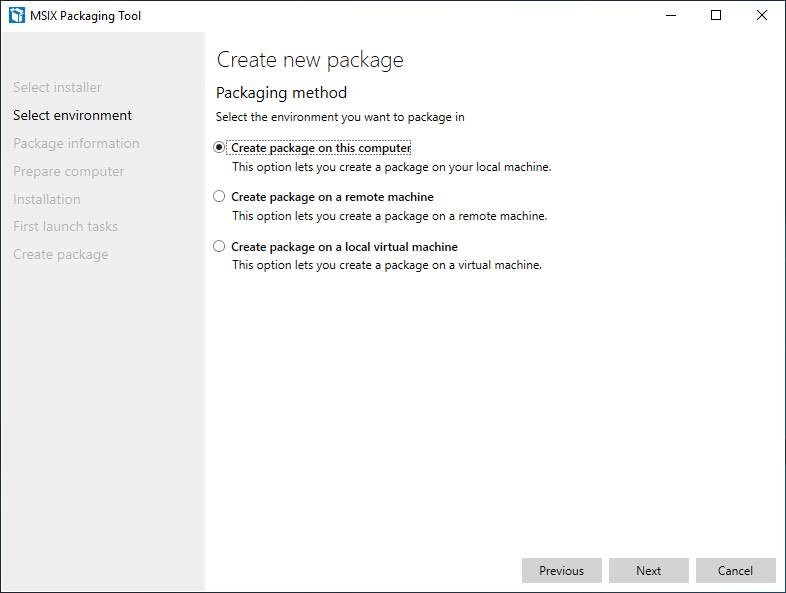 MSIX Packaging Tool
Select installer
Select environment
Package information
Prepare computer
Installation
First launch tasks
Create package
Create new package
Packaging method
Select the environment you want to package in
Create package on this computer
This option lets you create a package on your local machine.
Create package on a remote machine
This option lets you create a package on a remote machine.
Create package on a local virtual machine
This option lets you create a package on a virtual machine.
Previous
Next
Cancel